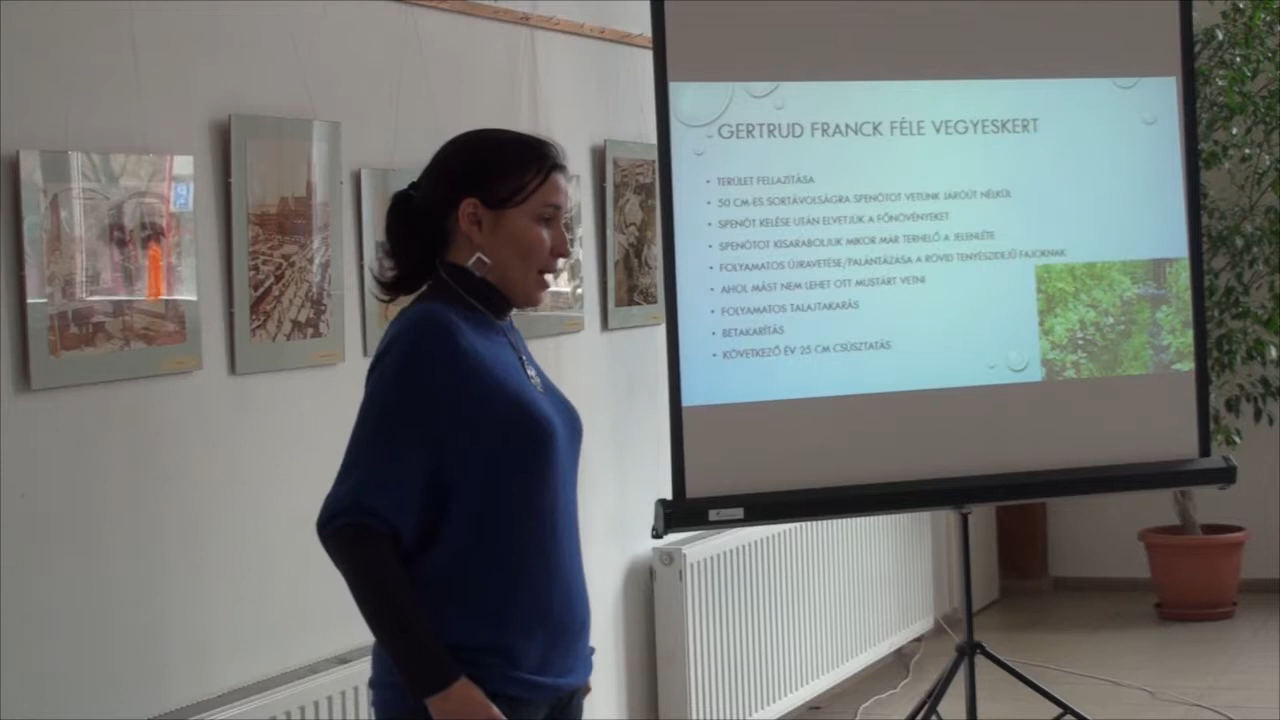 GERTRUD FRANCK FÉLE VEGYESKERT
• TERÜLET FELLAZÍTÁSA
• 50 CM-ES SORTÁVOLSÁGRA SPENÓTOT VETÜNK JÁRÓÚT NÉLKÜL
• SPENÓT KELÉSE UTÁN ELVETJÜK A FŐNÖVÉNYEKET
• SPENÓTOT KISARABOLJUK MIKOR MÁR TERHELŐ A JELENLÉTE
• FOLYAMATOS ÚJRAVETÉSE/PALÁNTÁZÁSA A RÖVID TENYÉSZIDEJŰ FAJOKNAK
• AHOL MÁST NEM LEHET OTT MUSTÁRT VETNI
• FOLYAMATOS TALAJTAKARÁS
• BETAKARÍTÁS
• KÖVETKEZŐ ÉV 25 CM CSÚSZTATÁS